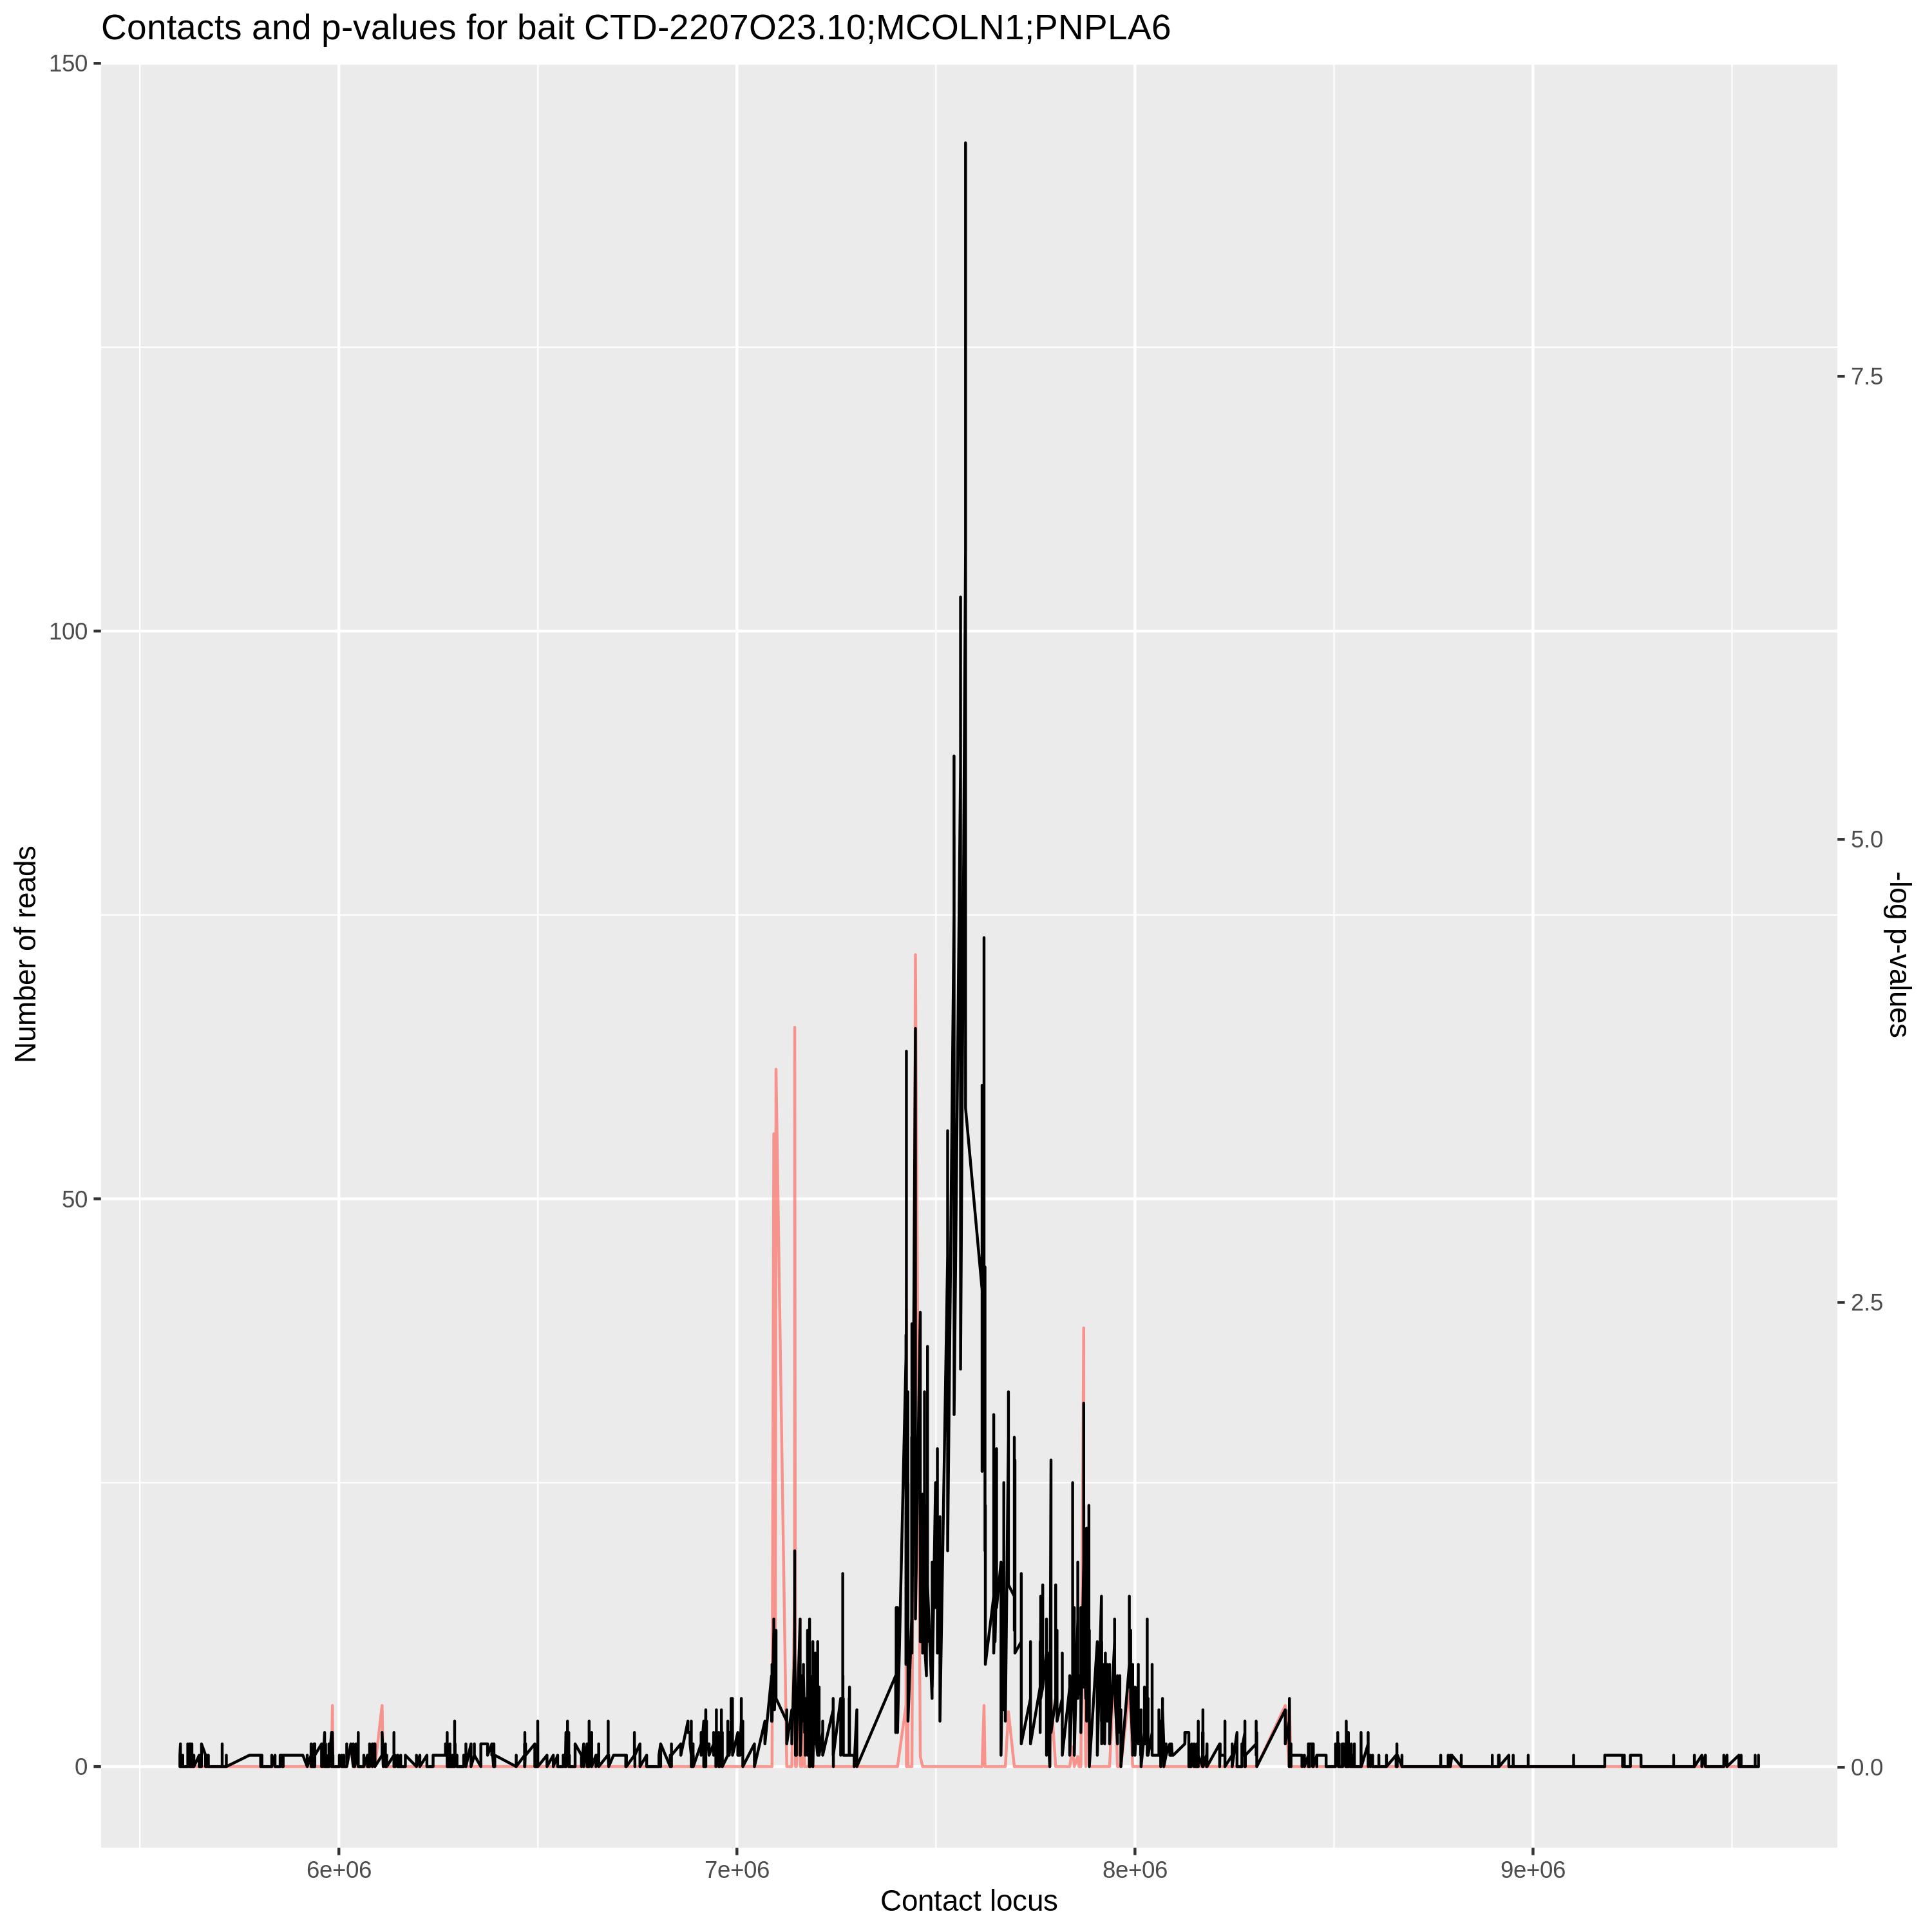 Contacts and p-values for bait CTD-2207O23.10;MCOLN1;PNPLA6
150
100
50
0
Number of reads
7.5
5.0
2.5
0.0
-log p-values
6e+06
7e+06
8e+06
9e+06
Contact locus